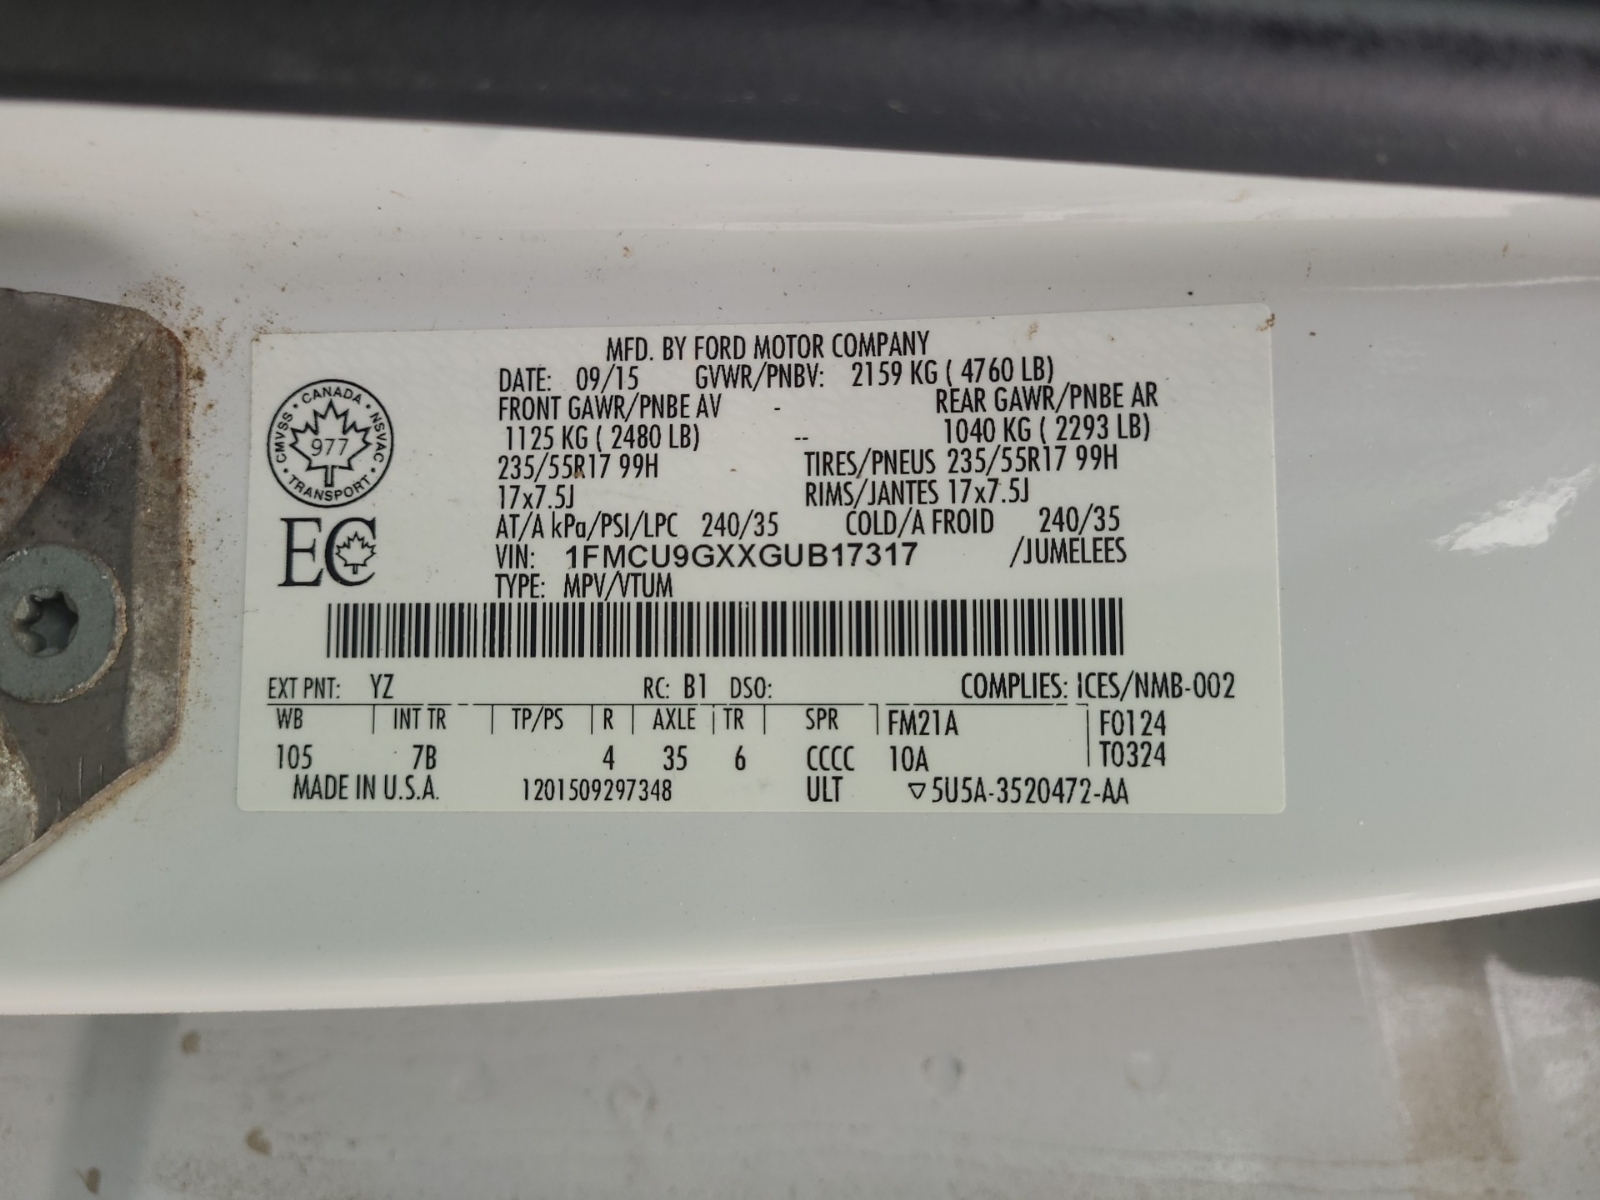 MFD. BY FORD MOTOR COMPANY
DATE: 09/15 GVWR/PNBV: 2159 KG ( 4760 LB)
FRONT GAWR/PNBE AV - REAR GAWR/PNBE AR
1125 KG ( 2480 LB) -- 1040 KG ( 2293 LB)
235/55R17 99H TIRES/PNEUS 235/55R17 99H
17x7.5J RIMS/JANTES 17x7.5J
AT/A kPa/PSI/LPC 240/35 COLD/A FROID 240/35
VIN: 1FMCU9GXXGUB17317 /JUMELEES
TYPE: MPV/VTUM
CMVSS • CANADA • NSVAC • TRANSPORT •
977
EC
EXT PNT: YZ RC: B1 DSO: COMPLIES: ICES/NMB-002
WB | INT TR | TP/PS | R | AXLE | TR | SPR | FM21A | F0124
105 7B 4 35 6 CCCC 10A | T0324
MADE IN U.S.A. 1201509297348 ULT ▽ 5U5A-3520472-AA